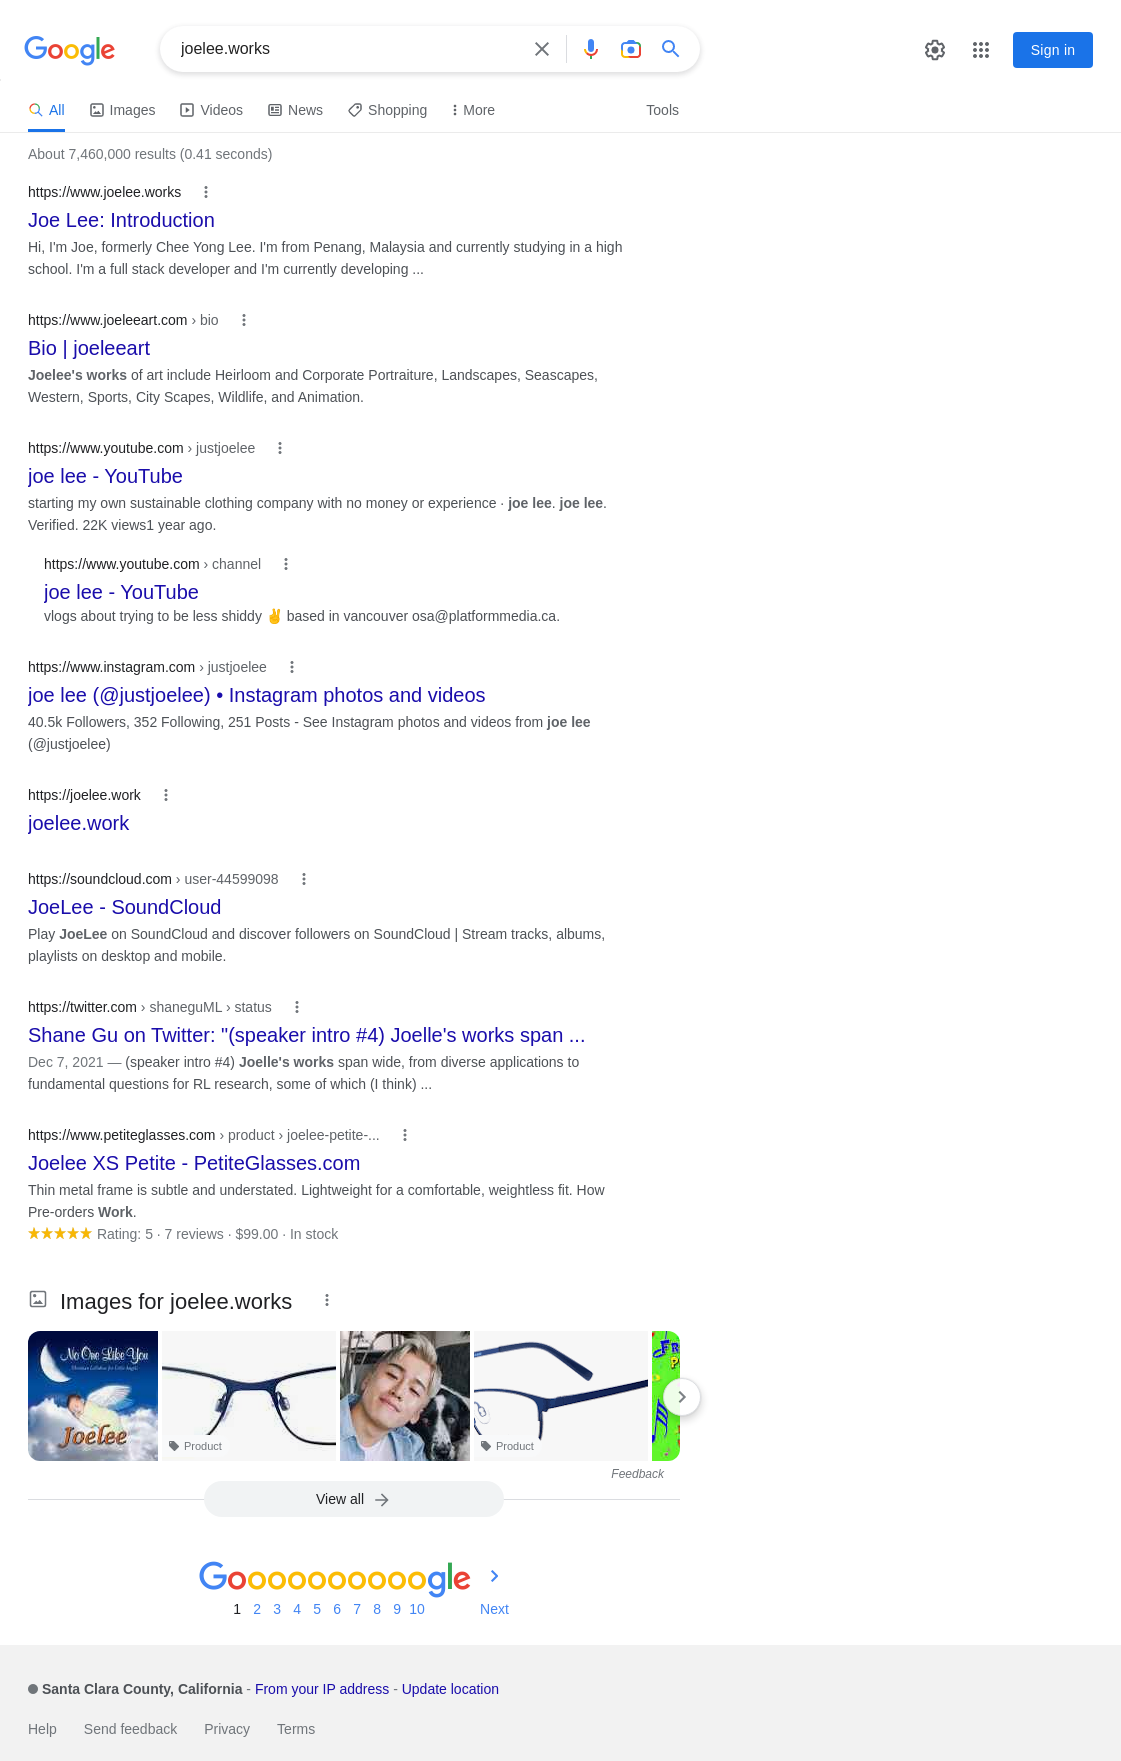 Google
joelee.works
Sign in
All
Images
Videos
News
Shopping
More
Tools
About 7,460,000 results (0.41 seconds)
https://www.joelee.works
Joe Lee: Introduction
Hi, I'm Joe, formerly Chee Yong Lee. I'm from Penang, Malaysia and currently studying in a high
school. I'm a full stack developer and I'm currently developing ...
https://www.joeleeart.com › bio
Bio | joeleeart
Joelee's works of art include Heirloom and Corporate Portraiture, Landscapes, Seascapes,
Western, Sports, City Scapes, Wildlife, and Animation.
https://www.youtube.com › justjoelee
joe lee - YouTube
starting my own sustainable clothing company with no money or experience · joe lee. joe lee.
Verified. 22K views1 year ago.
https://www.youtube.com › channel
joe lee - YouTube
vlogs about trying to be less shiddy ✌ based in vancouver osa@platformmedia.ca.
https://www.instagram.com › justjoelee
joe lee (@justjoelee) • Instagram photos and videos
40.5k Followers, 352 Following, 251 Posts - See Instagram photos and videos from joe lee
(@justjoelee)
https://joelee.work
joelee.work
https://soundcloud.com › user-44599098
JoeLee - SoundCloud
Play JoeLee on SoundCloud and discover followers on SoundCloud | Stream tracks, albums,
playlists on desktop and mobile.
https://twitter.com › shaneguML › status
Shane Gu on Twitter: "(speaker intro #4) Joelle's works span ...
Dec 7, 2021 — (speaker intro #4) Joelle's works span wide, from diverse applications to
fundamental questions for RL research, some of which (I think) ...
https://www.petiteglasses.com › product › joelee-petite-...
Joelee XS Petite - PetiteGlasses.com
Thin metal frame is subtle and understated. Lightweight for a comfortable, weightless fit. How
Pre-orders Work.
Rating: 5 · 7 reviews · $99.00 · In stock
Images for joelee.works
No One Like You
Joelee
Product
Product
Feedback
View all
Goooooooooogle
1 2 3 4 5 6 7 8 9 10 Next
Santa Clara County, California - From your IP address - Update location
Help Send feedback Privacy Terms